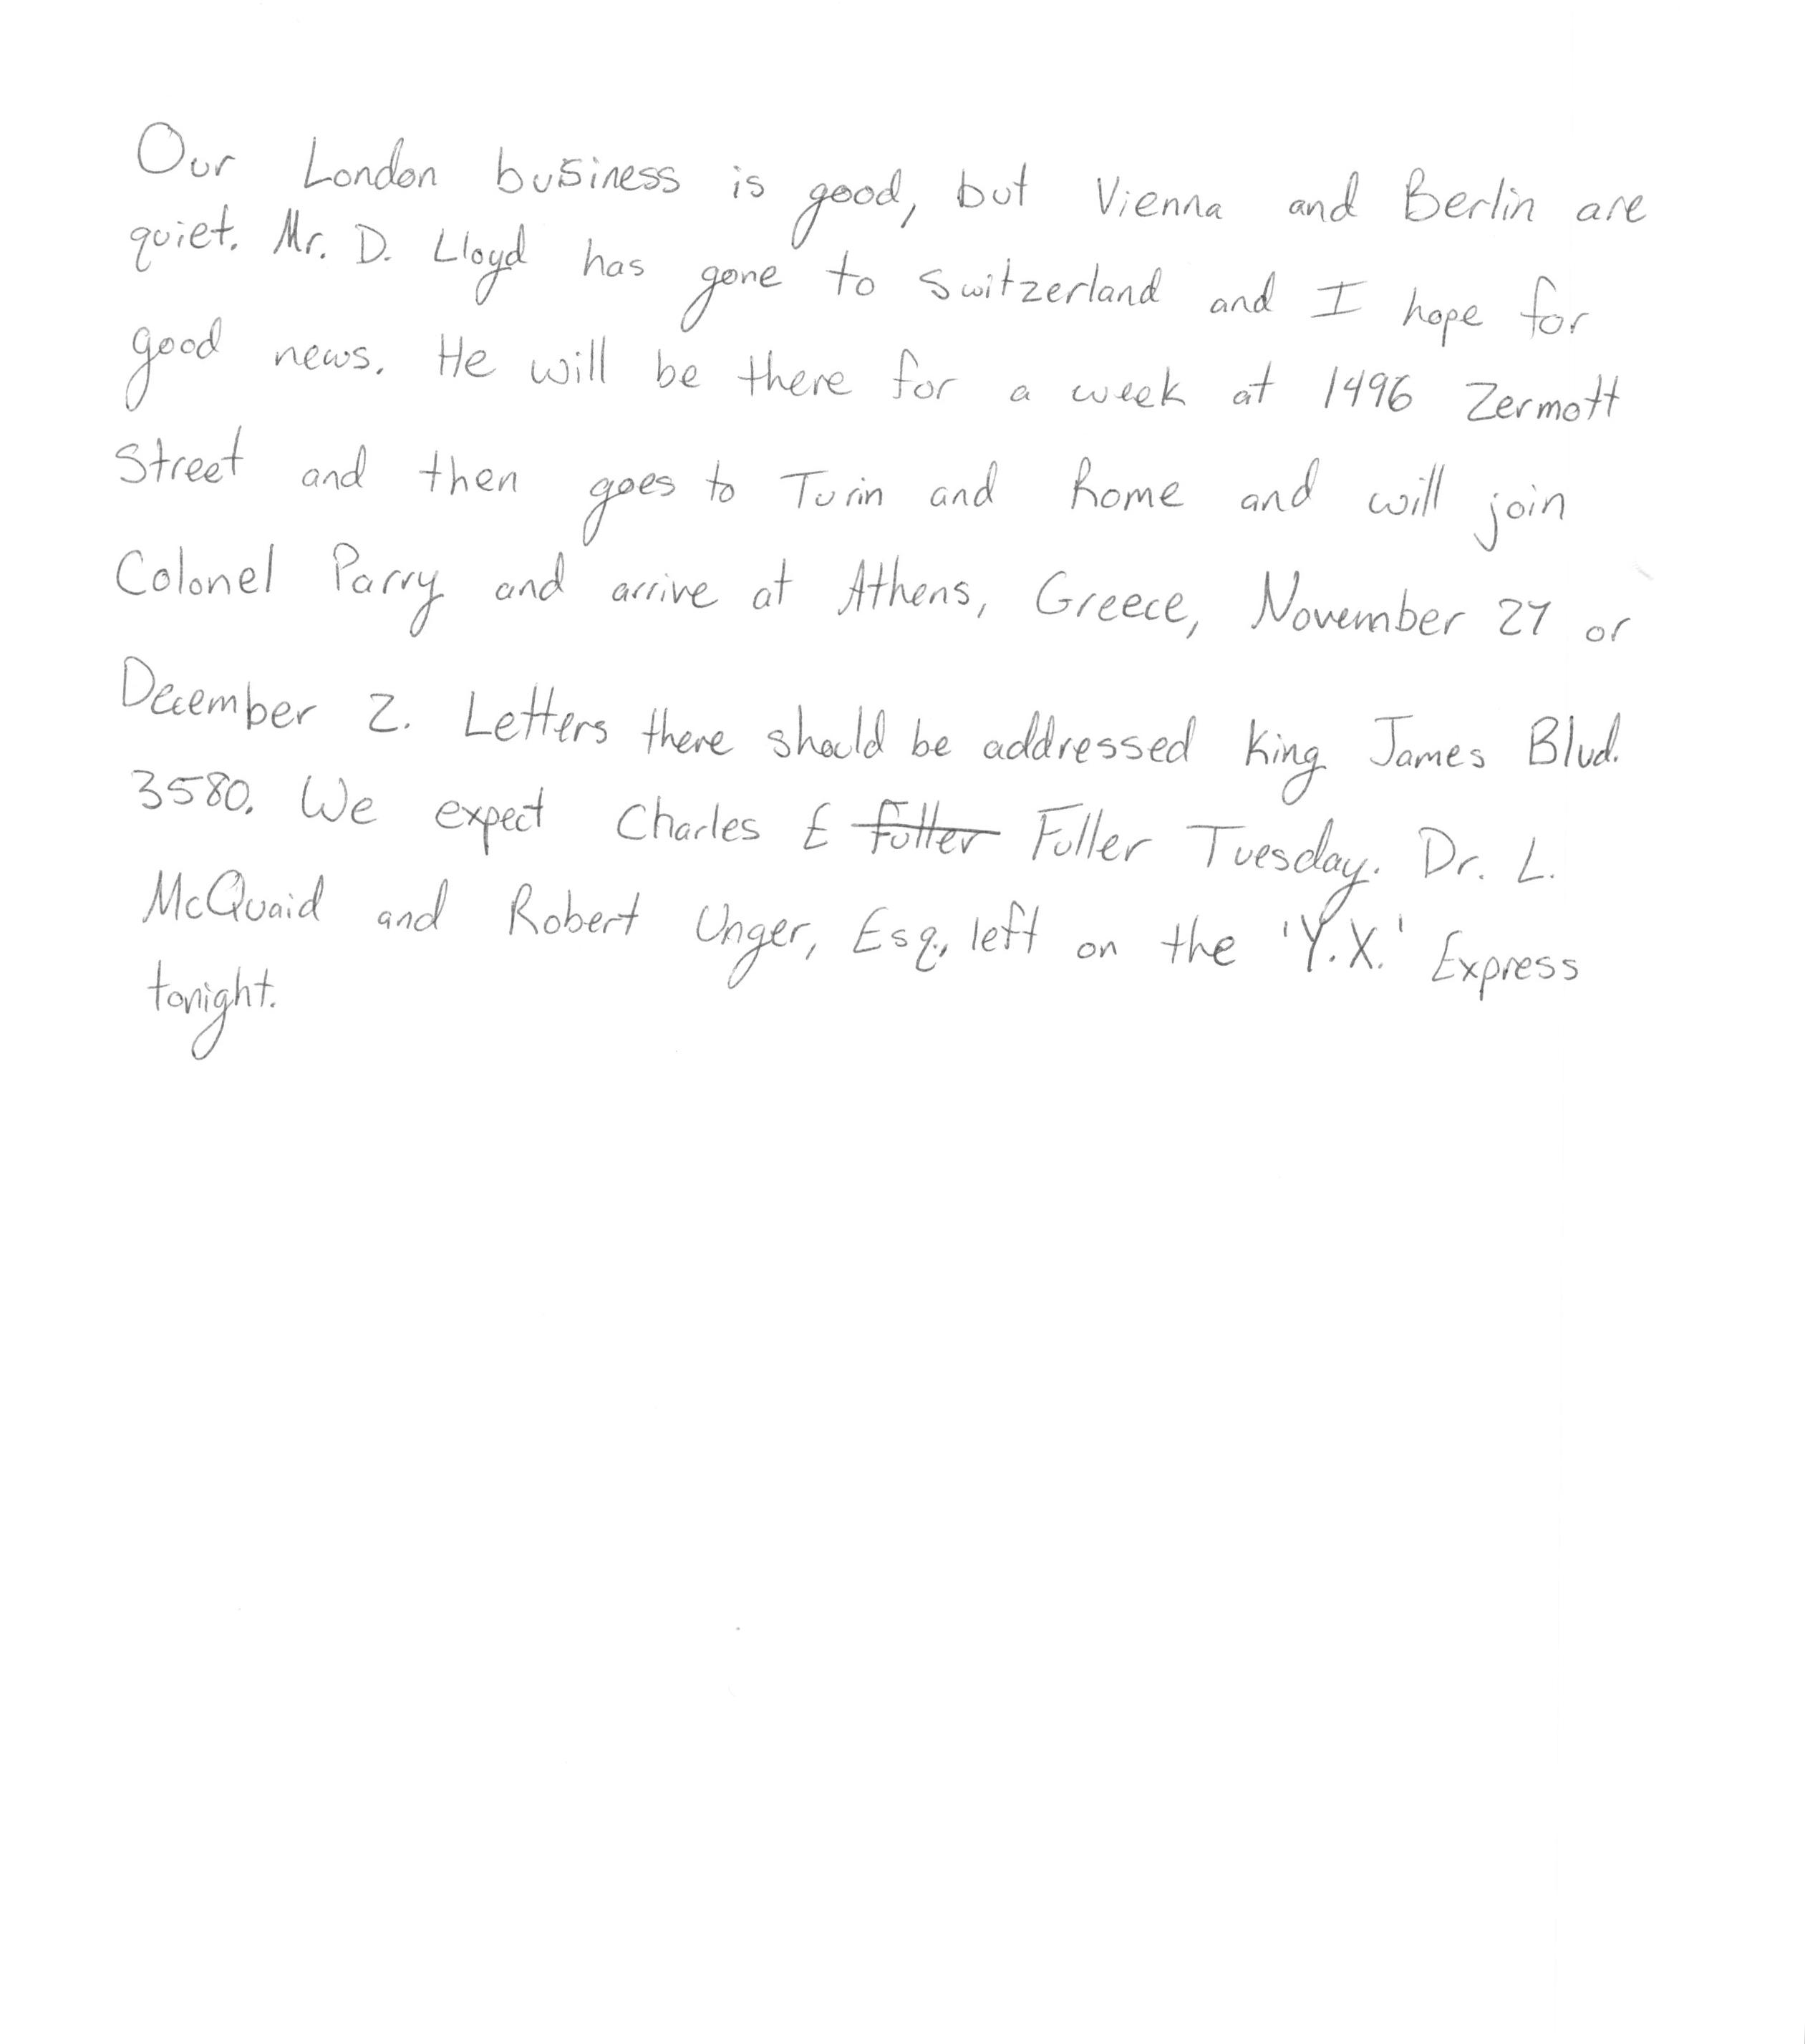 Our London business is good, but Vienna and Berlin are
quiet. Mr. D. Lloyd has gone to Switzerland and I hope for
good news. He will be there for a week at 1496 Zermott
Street and then goes to Turin and Rome and will join
Colonel Parry and arrive at Athens, Greece, November 27 or
December 2. Letters there should be addressed King James Blvd.
3580. We expect Charles E Fuller Fuller Tuesday. Dr. L.
McQuaid and Robert Unger, Esq., left on the 'Y.X.' Express
tonight.